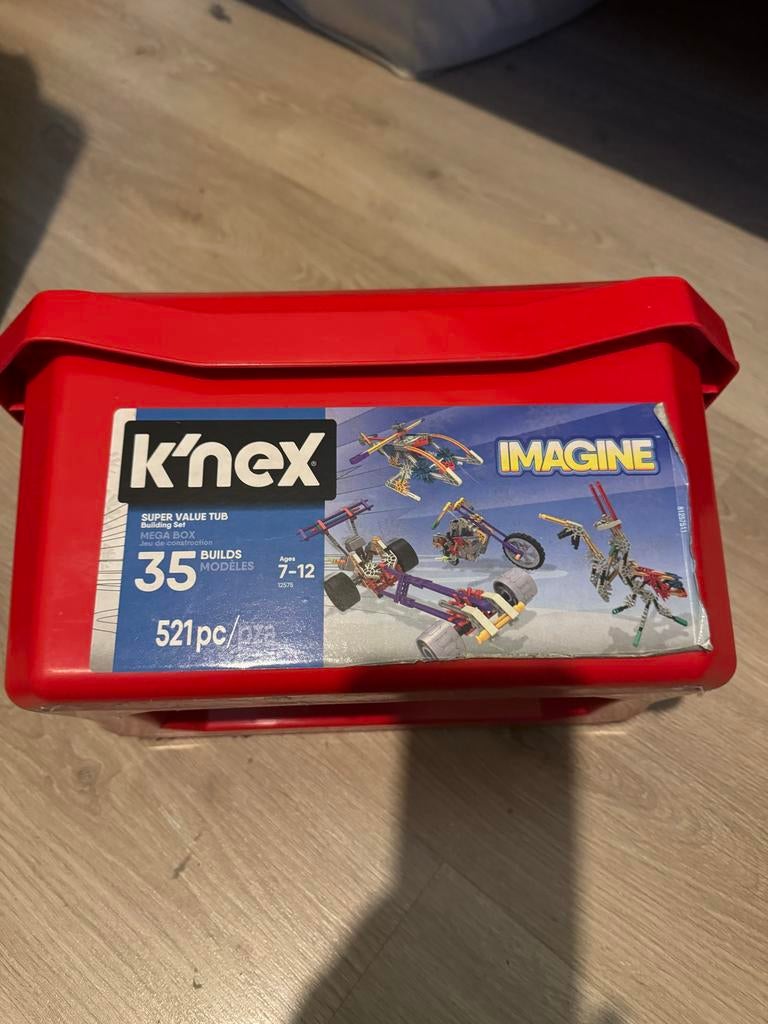 K'nex®
IMAGINE™
SUPER VALUE TUB
Building Set
MEGA BOX
Jeu de construction
35 BUILDS
MODÈLES
Ages
7-12
12575
521pc/pza